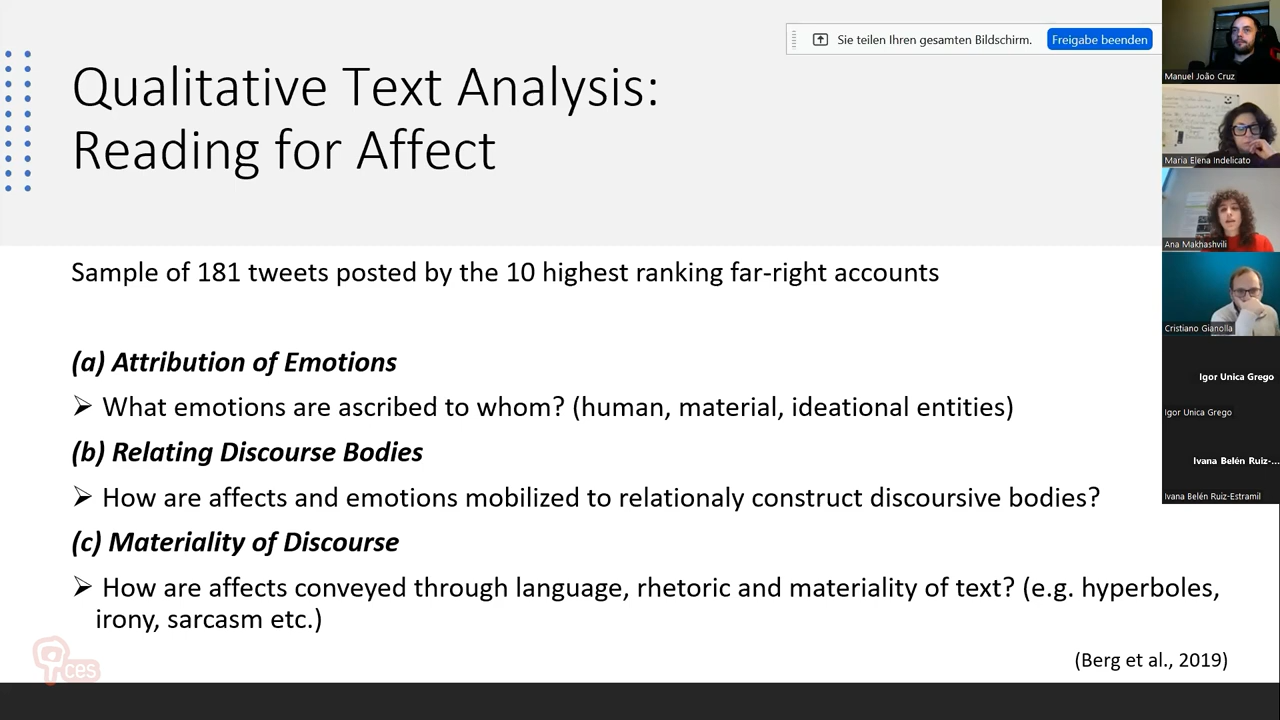 Sie teilen Ihren gesamten Bildschirm. Freigabe beenden
Qualitative Text Analysis:
Reading for Affect
Sample of 181 tweets posted by the 10 highest ranking far-right accounts
(a) Attribution of Emotions
➢ What emotions are ascribed to whom? (human, material, ideational entities)
(b) Relating Discourse Bodies
➢ How are affects and emotions mobilized to relationaly construct discoursive bodies?
(c) Materiality of Discourse
➢ How are affects conveyed through language, rhetoric and materiality of text? (e.g. hyperboles,
irony, sarcasm etc.)
(Berg et al., 2019)
ces
Manuel João Cruz
Maria Elena Indelicato
Ana Makhashvili
Cristiano Gianolla
Igor Unica Grego
Igor Unica Grego
Ivana Belén Ruiz-...
Ivana Belén Ruiz-Estramil